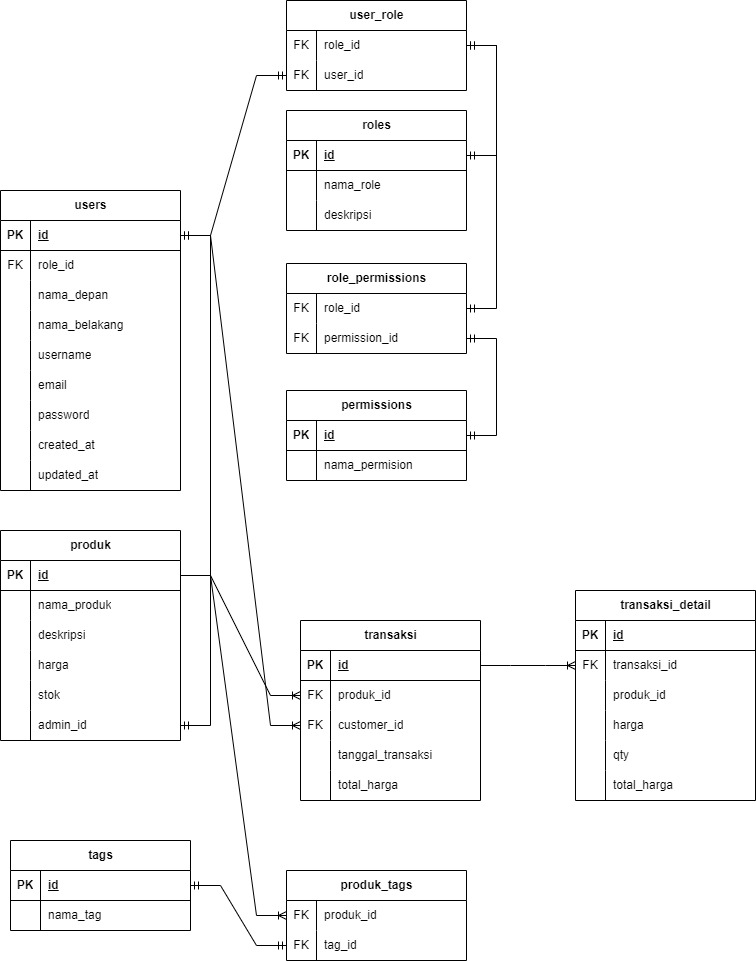 user_role
FK role_id
FK user_id
roles
PK id
nama_role
deskripsi
users
PK id
FK role_id
nama_depan
nama_belakang
username
email
password
created_at
updated_at
role_permissions
FK role_id
FK permission_id
permissions
PK id
nama_permision
produk
PK id
nama_produk
deskripsi
harga
stok
admin_id
transaksi
PK id
FK produk_id
FK customer_id
tanggal_transaksi
total_harga
transaksi_detail
PK id
FK transaksi_id
produk_id
harga
qty
total_harga
tags
PK id
nama_tag
produk_tags
FK produk_id
FK tag_id